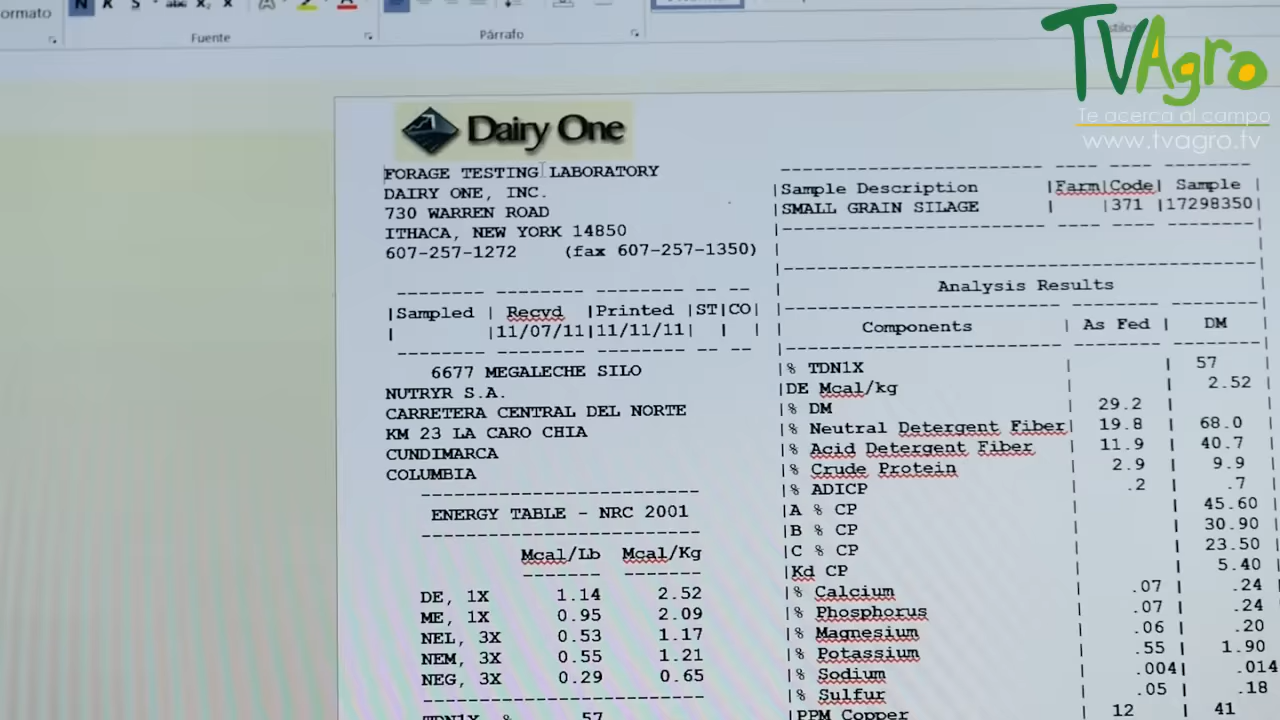 ormato
N K S abc x₂ x²
Fuente
Párrafo
TVAgro
Te acerca al campo
www.tvagro.tv
Dairy One
FORAGE TESTING LABORATORY
DAIRY ONE, INC.
730 WARREN ROAD
ITHACA, NEW YORK 14850
607-257-1272 (fax 607-257-1350)
|Sampled | Recvd |Printed |ST|CO|
| |11/07/11|11/11/11| | |
6677 MEGALECHE SILO
NUTRYR S.A.
CARRETERA CENTRAL DEL NORTE
KM 23 LA CARO CHIA
CUNDIMARCA
COLUMBIA
ENERGY TABLE - NRC 2001
Mcal/Lb Mcal/Kg
DE, 1X 1.14 2.52
ME, 1X 0.95 2.09
NEL, 3X 0.53 1.17
NEM, 3X 0.55 1.21
NEG, 3X 0.29 0.65
TDN1X, % 57
|Sample Description |Farm|Code| Sample |
|SMALL GRAIN SILAGE | |371 |17298350|
Analysis Results
Components | As Fed | DM
|% TDN1X | | 57
|DE Mcal/kg | | 2.52
|% DM | 29.2 |
|% Neutral Detergent Fiber| 19.8 | 68.0
|% Acid Detergent Fiber | 11.9 | 40.7
|% Crude Protein | 2.9 | 9.9
|% ADICP | .2 | .7
|A % CP | | 45.60
|B % CP | | 30.90
|C % CP | | 23.50
|Kd CP | | 5.40
|% Calcium | .07 | .24
|% Phosphorus | .07 | .24
|% Magnesium | .06 | .20
|% Potassium | .55 | 1.90
|% Sodium | .004| .014
|% Sulfur | .05 | .18
|PPM Copper | 12 | 41